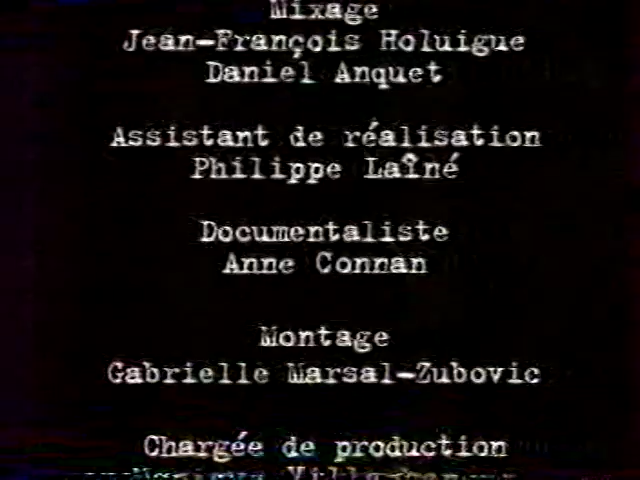 Mixage
Jean-François Holuigue
Daniel Anquet
Assistant de réalisation
Philippe Laîné
Documentaliste
Anne Connan
Montage
Gabrielle Marsal-Zubovic
Chargée de production